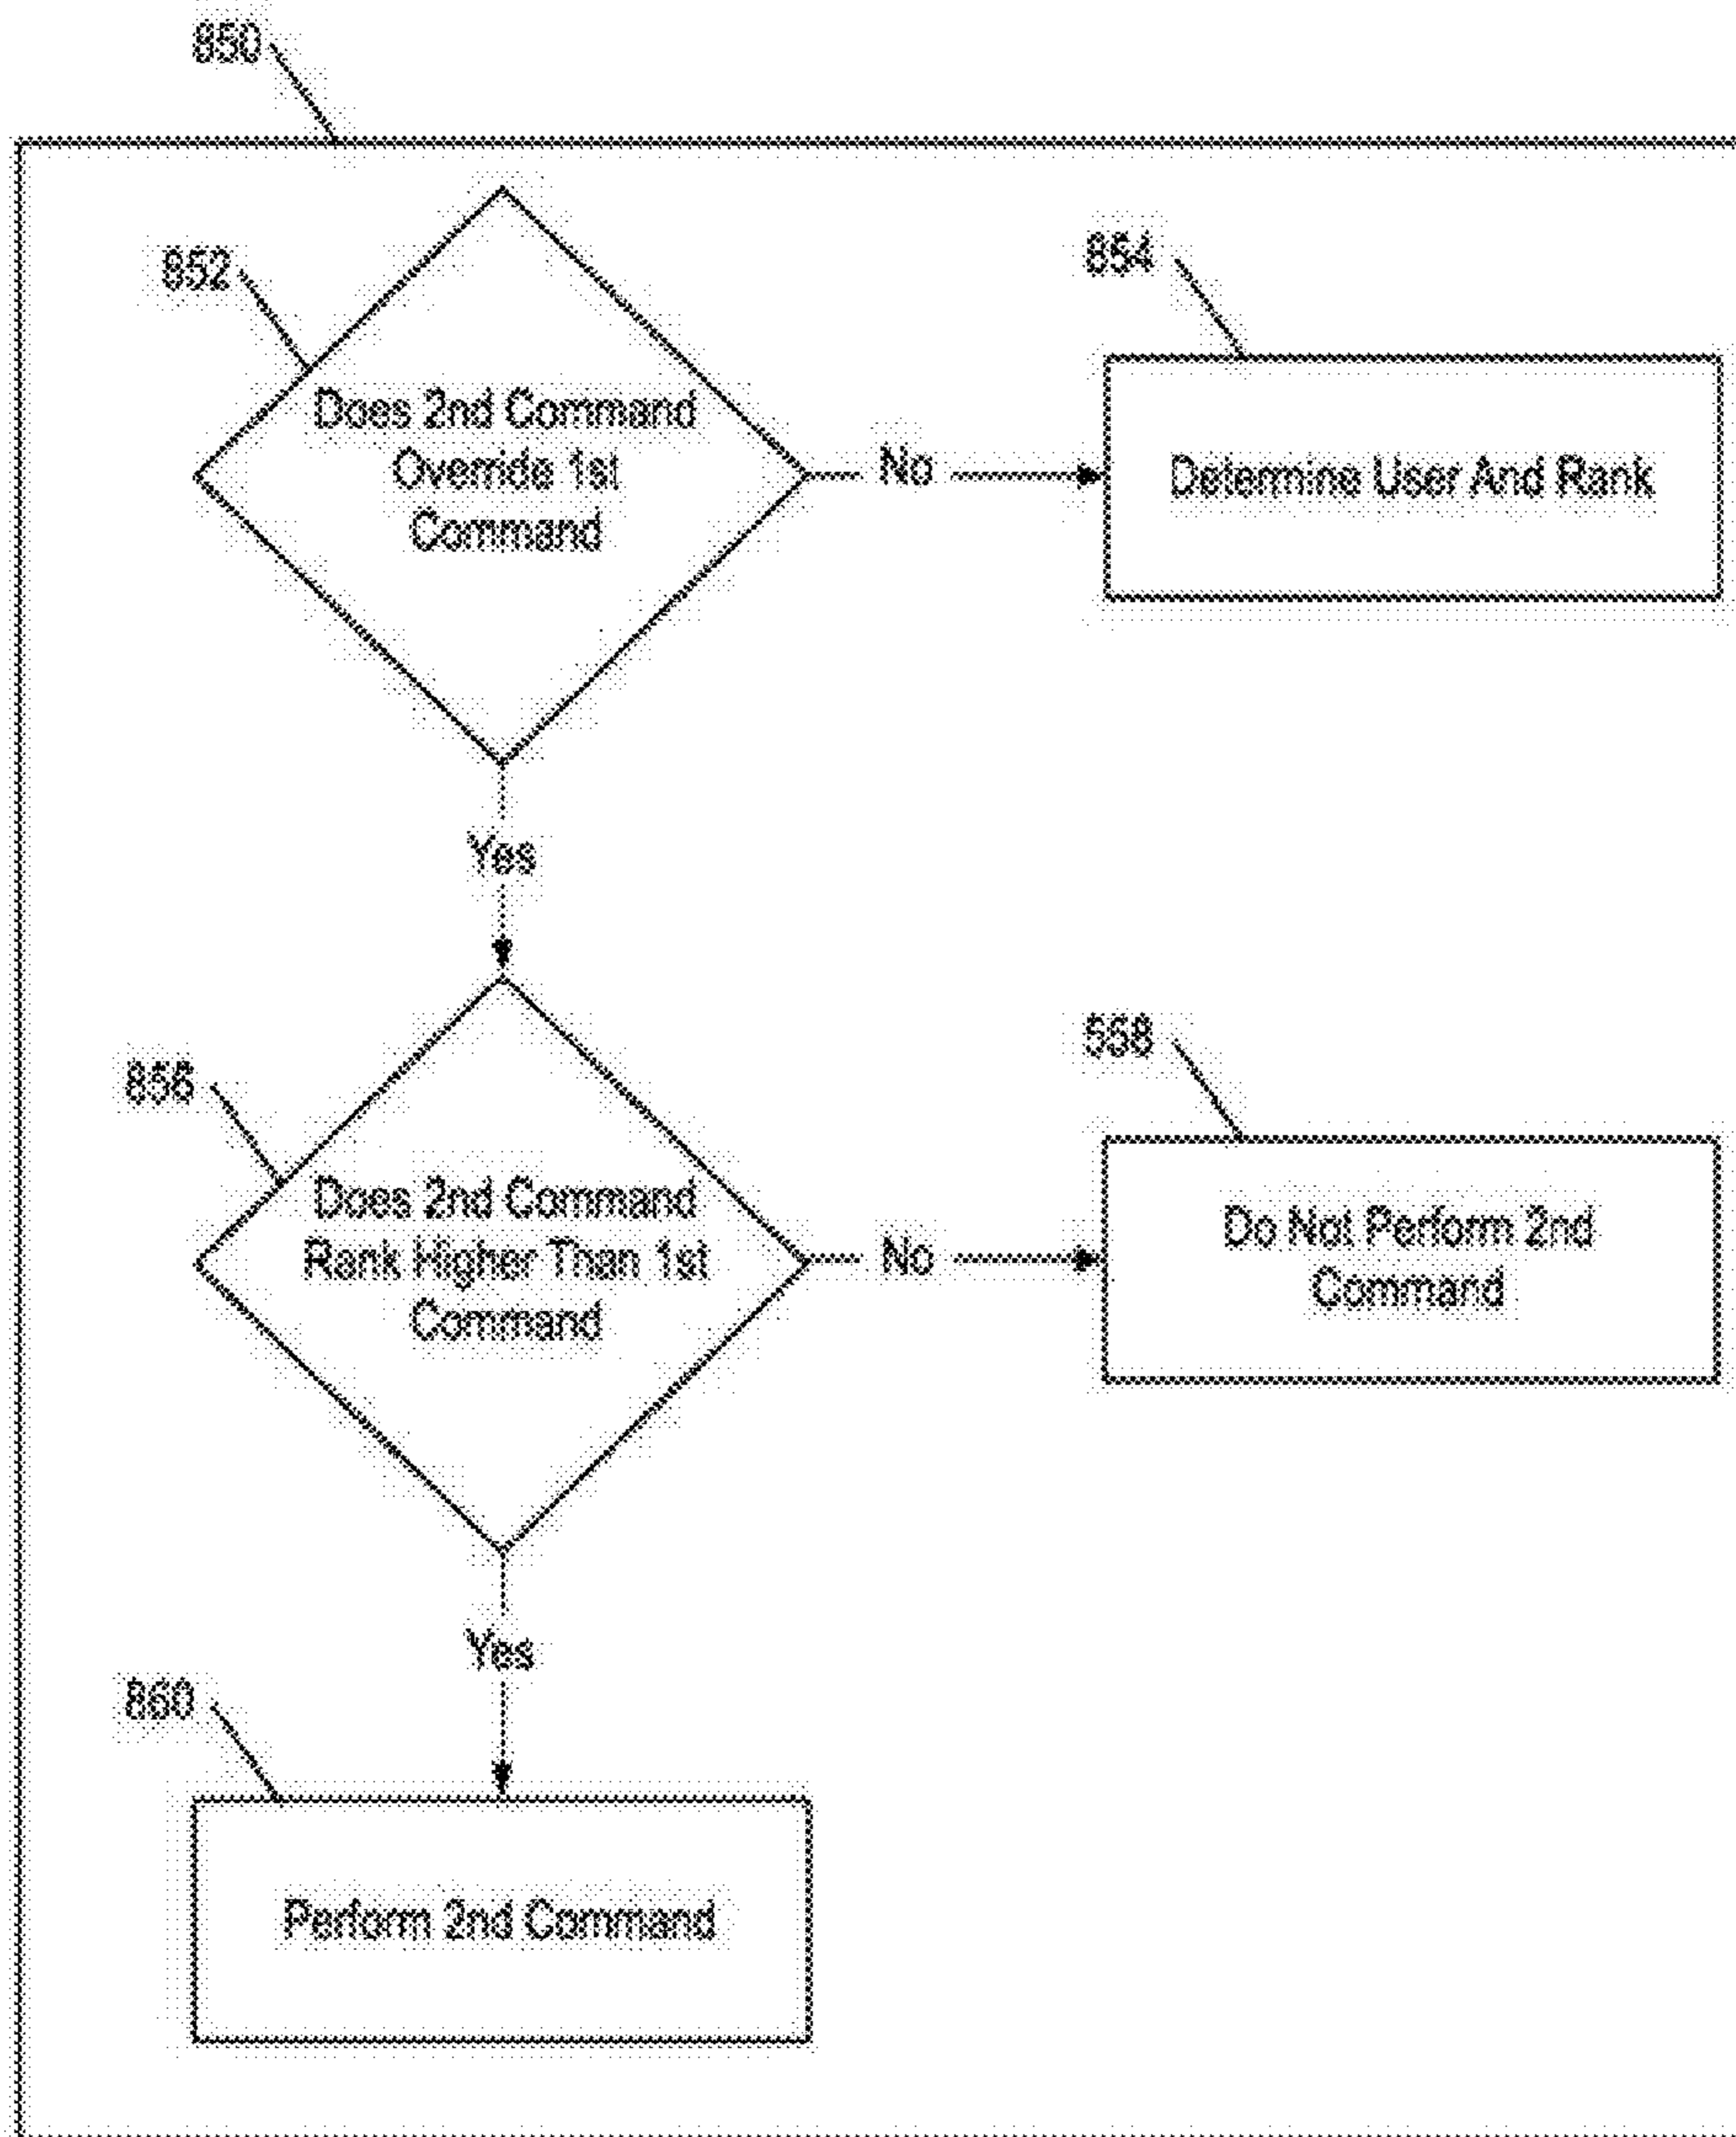 850
852
Does 2nd Command
Override 1st
Command
No
854
Determine User And Rank
Yes
856
Does 2nd Command
Rank Higher Than 1st
Command
No
558
Do Not Perform 2nd
Command
Yes
860
Perform 2nd Command